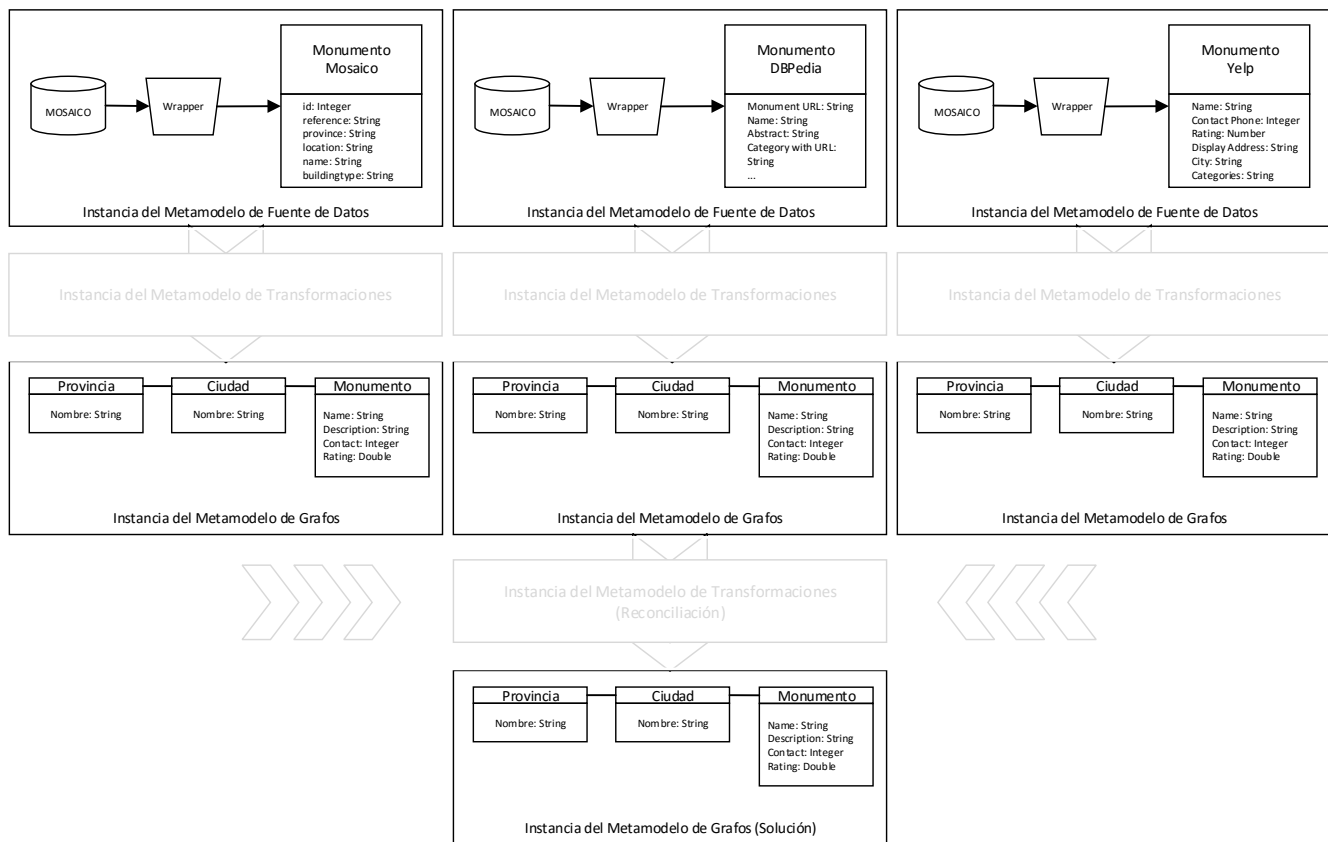 Monumento
Mosaico
MOSAICO
Wrapper
id: Integer
reference: String
province: String
location: String
name: String
buildingtype: String
Instancia del Metamodelo de Fuente de Datos
Monumento
DBPedia
MOSAICO
Wrapper
Monument URL: String
Name: String
Abstract: String
Category with URL:
String
...
Instancia del Metamodelo de Fuente de Datos
Monumento
Yelp
MOSAICO
Wrapper
Name: String
Contact Phone: Integer
Rating: Number
Display Address: String
City: String
Categories: String
Instancia del Metamodelo de Fuente de Datos
Instancia del Metamodelo de Transformaciones
Instancia del Metamodelo de Transformaciones
Instancia del Metamodelo de Transformaciones
Provincia
Nombre: String
Ciudad
Nombre: String
Monumento
Name: String
Description: String
Contact: Integer
Rating: Double
Instancia del Metamodelo de Grafos
Provincia
Nombre: String
Ciudad
Nombre: String
Monumento
Name: String
Description: String
Contact: Integer
Rating: Double
Instancia del Metamodelo de Grafos
Provincia
Nombre: String
Ciudad
Nombre: String
Monumento
Name: String
Description: String
Contact: Integer
Rating: Double
Instancia del Metamodelo de Grafos
Instancia del Metamodelo de Transformaciones
(Reconciliación)
Provincia
Nombre: String
Ciudad
Nombre: String
Monumento
Name: String
Description: String
Contact: Integer
Rating: Double
Instancia del Metamodelo de Grafos (Solución)